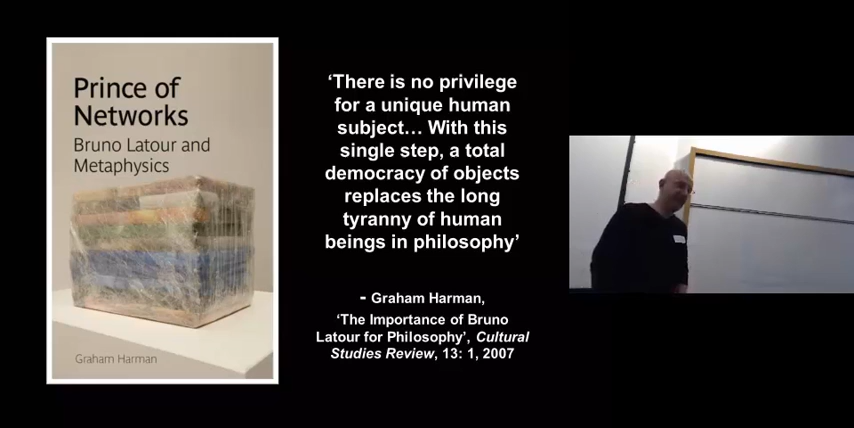 Prince of
Networks
Bruno Latour and
Metaphysics
Graham Harman
‘There is no privilege
for a unique human
subject… With this
single step, a total
democracy of objects
replaces the long
tyranny of human
beings in philosophy’
- Graham Harman,
‘The Importance of Bruno
Latour for Philosophy’, Cultural
Studies Review, 13: 1, 2007